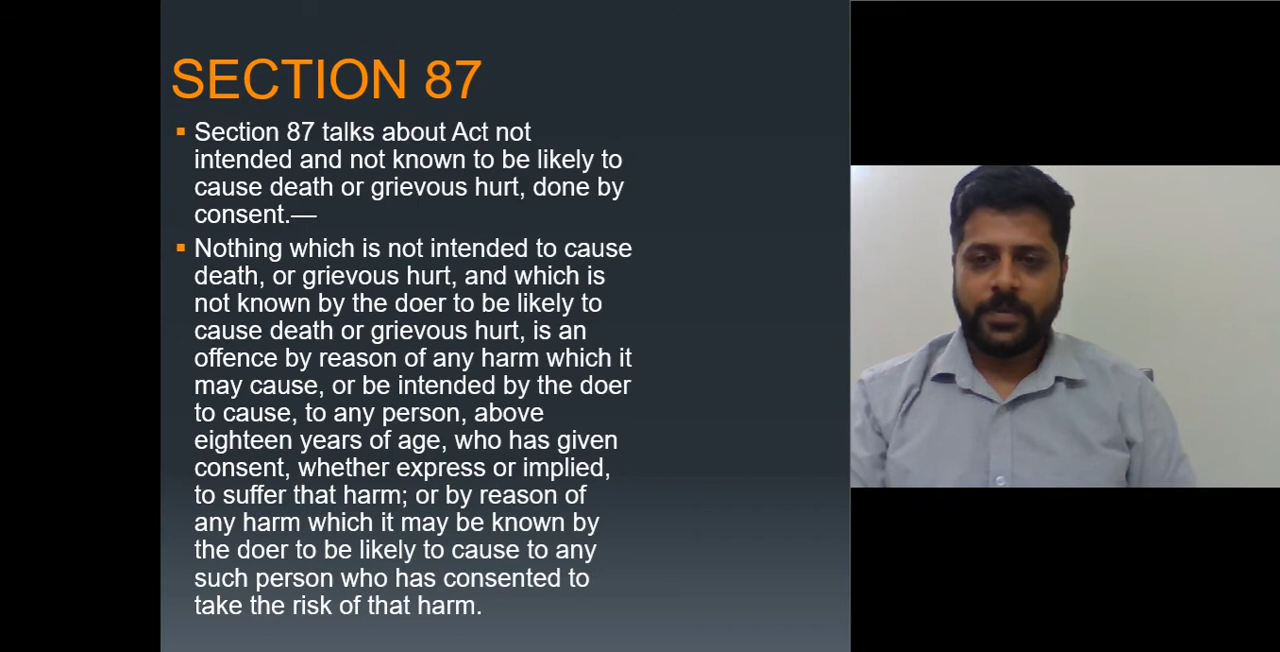 SECTION 87
Section 87 talks about Act not
intended and not known to be likely to
cause death or grievous hurt, done by
consent.—
Nothing which is not intended to cause
death, or grievous hurt, and which is
not known by the doer to be likely to
cause death or grievous hurt, is an
offence by reason of any harm which it
may cause, or be intended by the doer
to cause, to any person, above
eighteen years of age, who has given
consent, whether express or implied,
to suffer that harm; or by reason of
any harm which it may be known by
the doer to be likely to cause to any
such person who has consented to
take the risk of that harm.